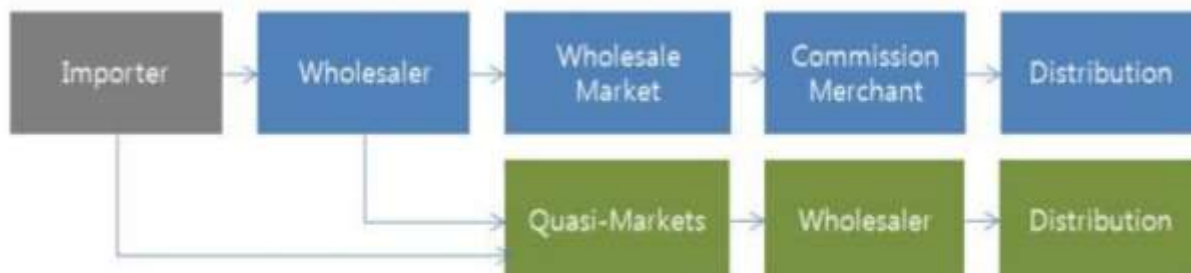 Importer
Wholesaler
Wholesale
Market
Commission
Merchant
Distribution
Quasi-Markets
Wholesaler
Distribution